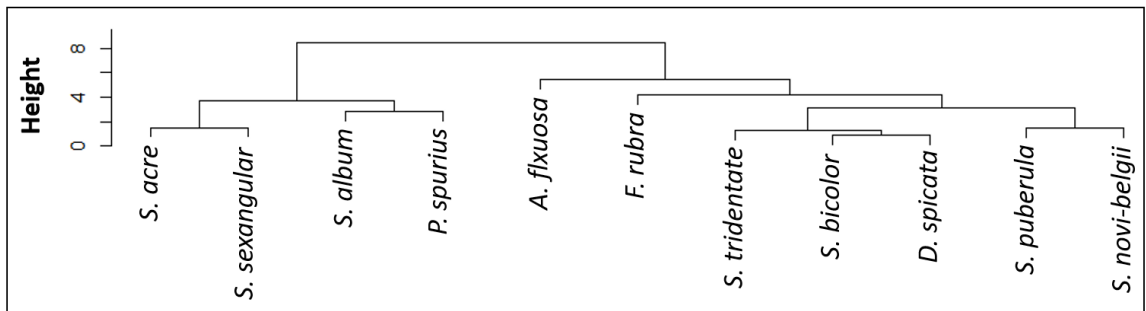 Height
8
4
0
S. acre
S. sexangular
S. album
P. spurius
A. flxuosa
F. rubra
S. tridentate
S. bicolor
D. spicata
S. puberula
S. novi-belgii